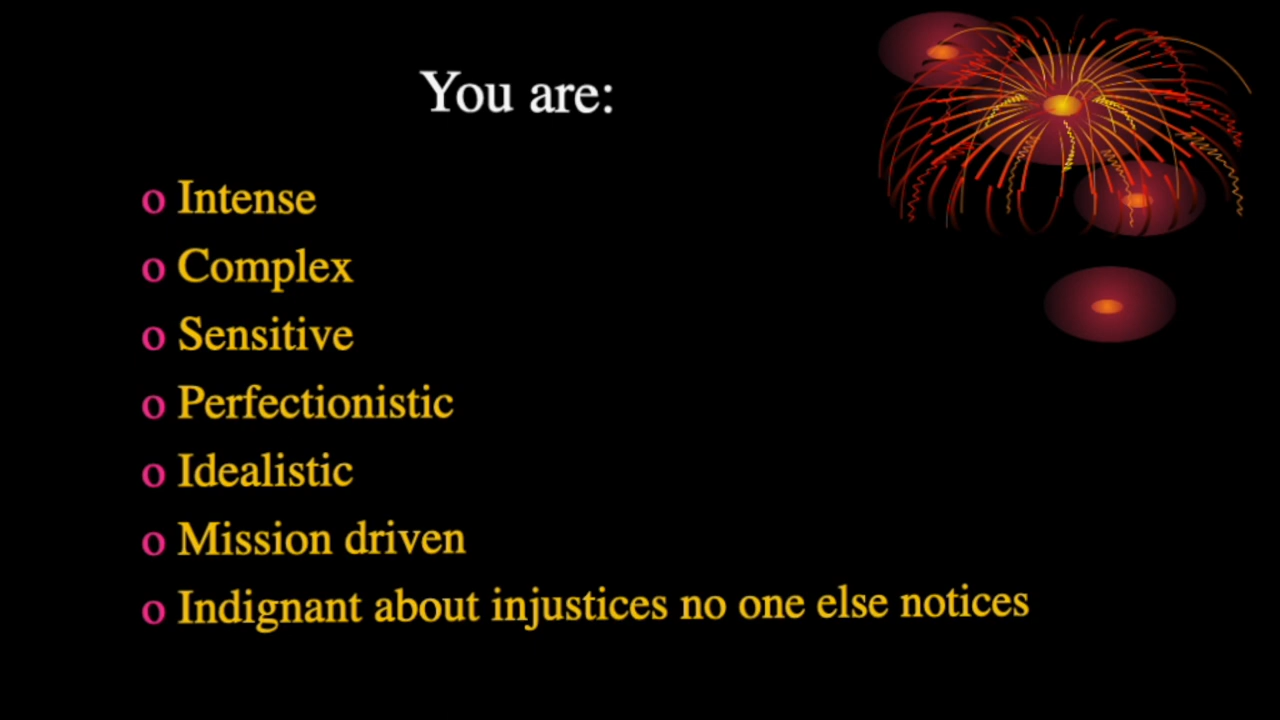 You are:
o Intense
o Complex
o Sensitive
o Perfectionistic
o Idealistic
o Mission driven
o Indignant about injustices no one else notices